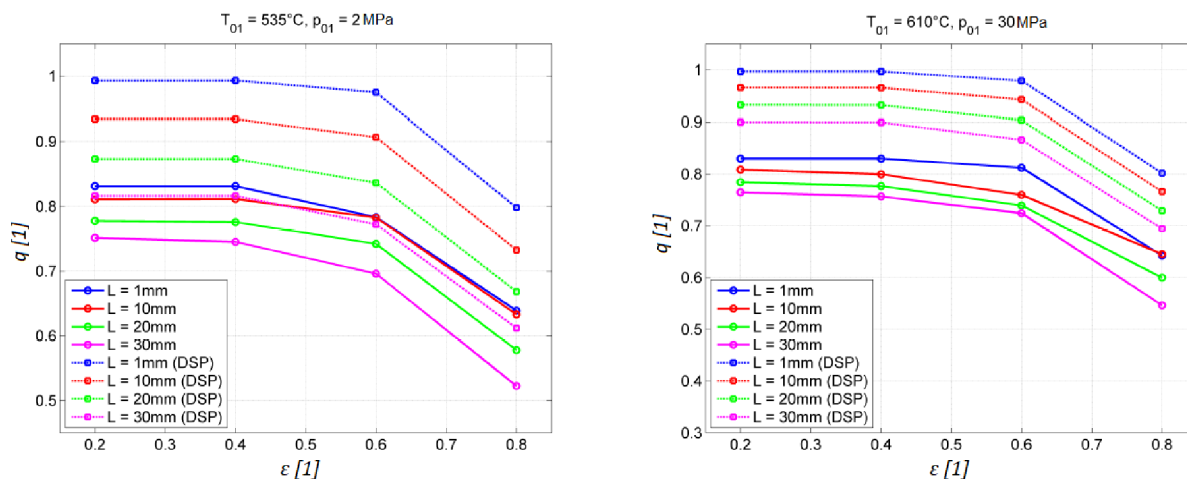 T01 = 535°C, p01 = 2 MPa
1
0.9
0.8
0.7
0.6
0.5
q [1]
L = 1mm
L = 10mm
L = 20mm
L = 30mm
L = 1mm (DSP)
L = 10mm (DSP)
L = 20mm (DSP)
L = 30mm (DSP)
0.2 0.3 0.4 0.5 0.6 0.7 0.8
ε [1]
T01 = 610°C, p01 = 30 MPa
1
0.9
0.8
0.7
0.6
0.5
0.4
0.3
q [1]
L = 1mm
L = 10mm
L = 20mm
L = 30mm
L = 1mm (DSP)
L = 10mm (DSP)
L = 20mm (DSP)
L = 30mm (DSP)
0.2 0.3 0.4 0.5 0.6 0.7 0.8
ε [1]